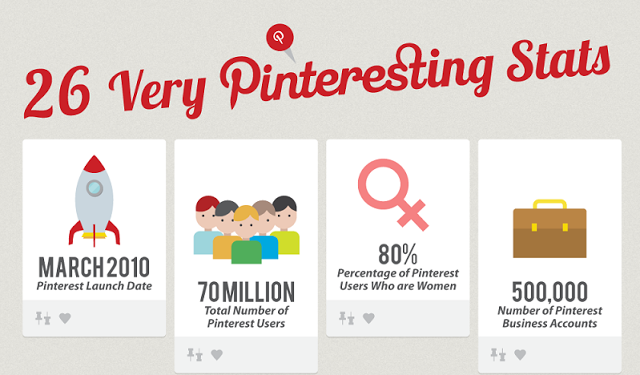 26 Very Pinteresting Stats
MARCH 2010
Pinterest Launch Date
70 MILLION
Total Number of
Pinterest Users
80%
Percentage of Pinterest
Users Who are Women
500,000
Number of Pinterest
Business Accounts